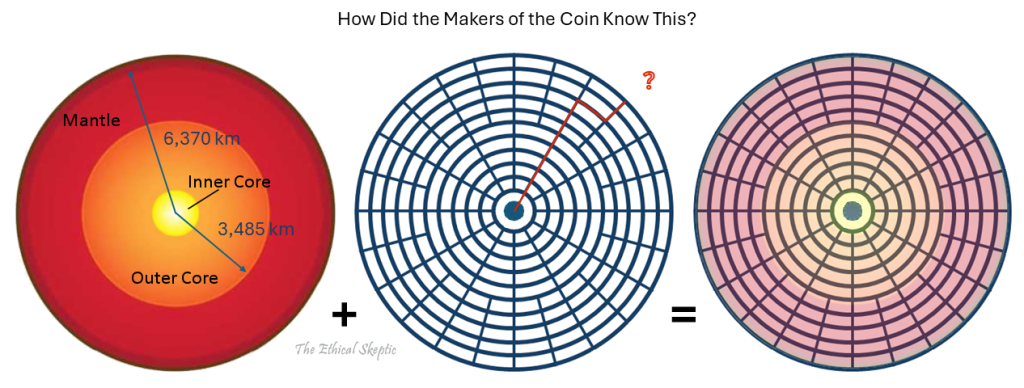 How Did the Makers of the Coin Know This?
?
Mantle
6,370 km
Inner Core
3,485 km
Outer Core
+
=
The Ethical Skeptic